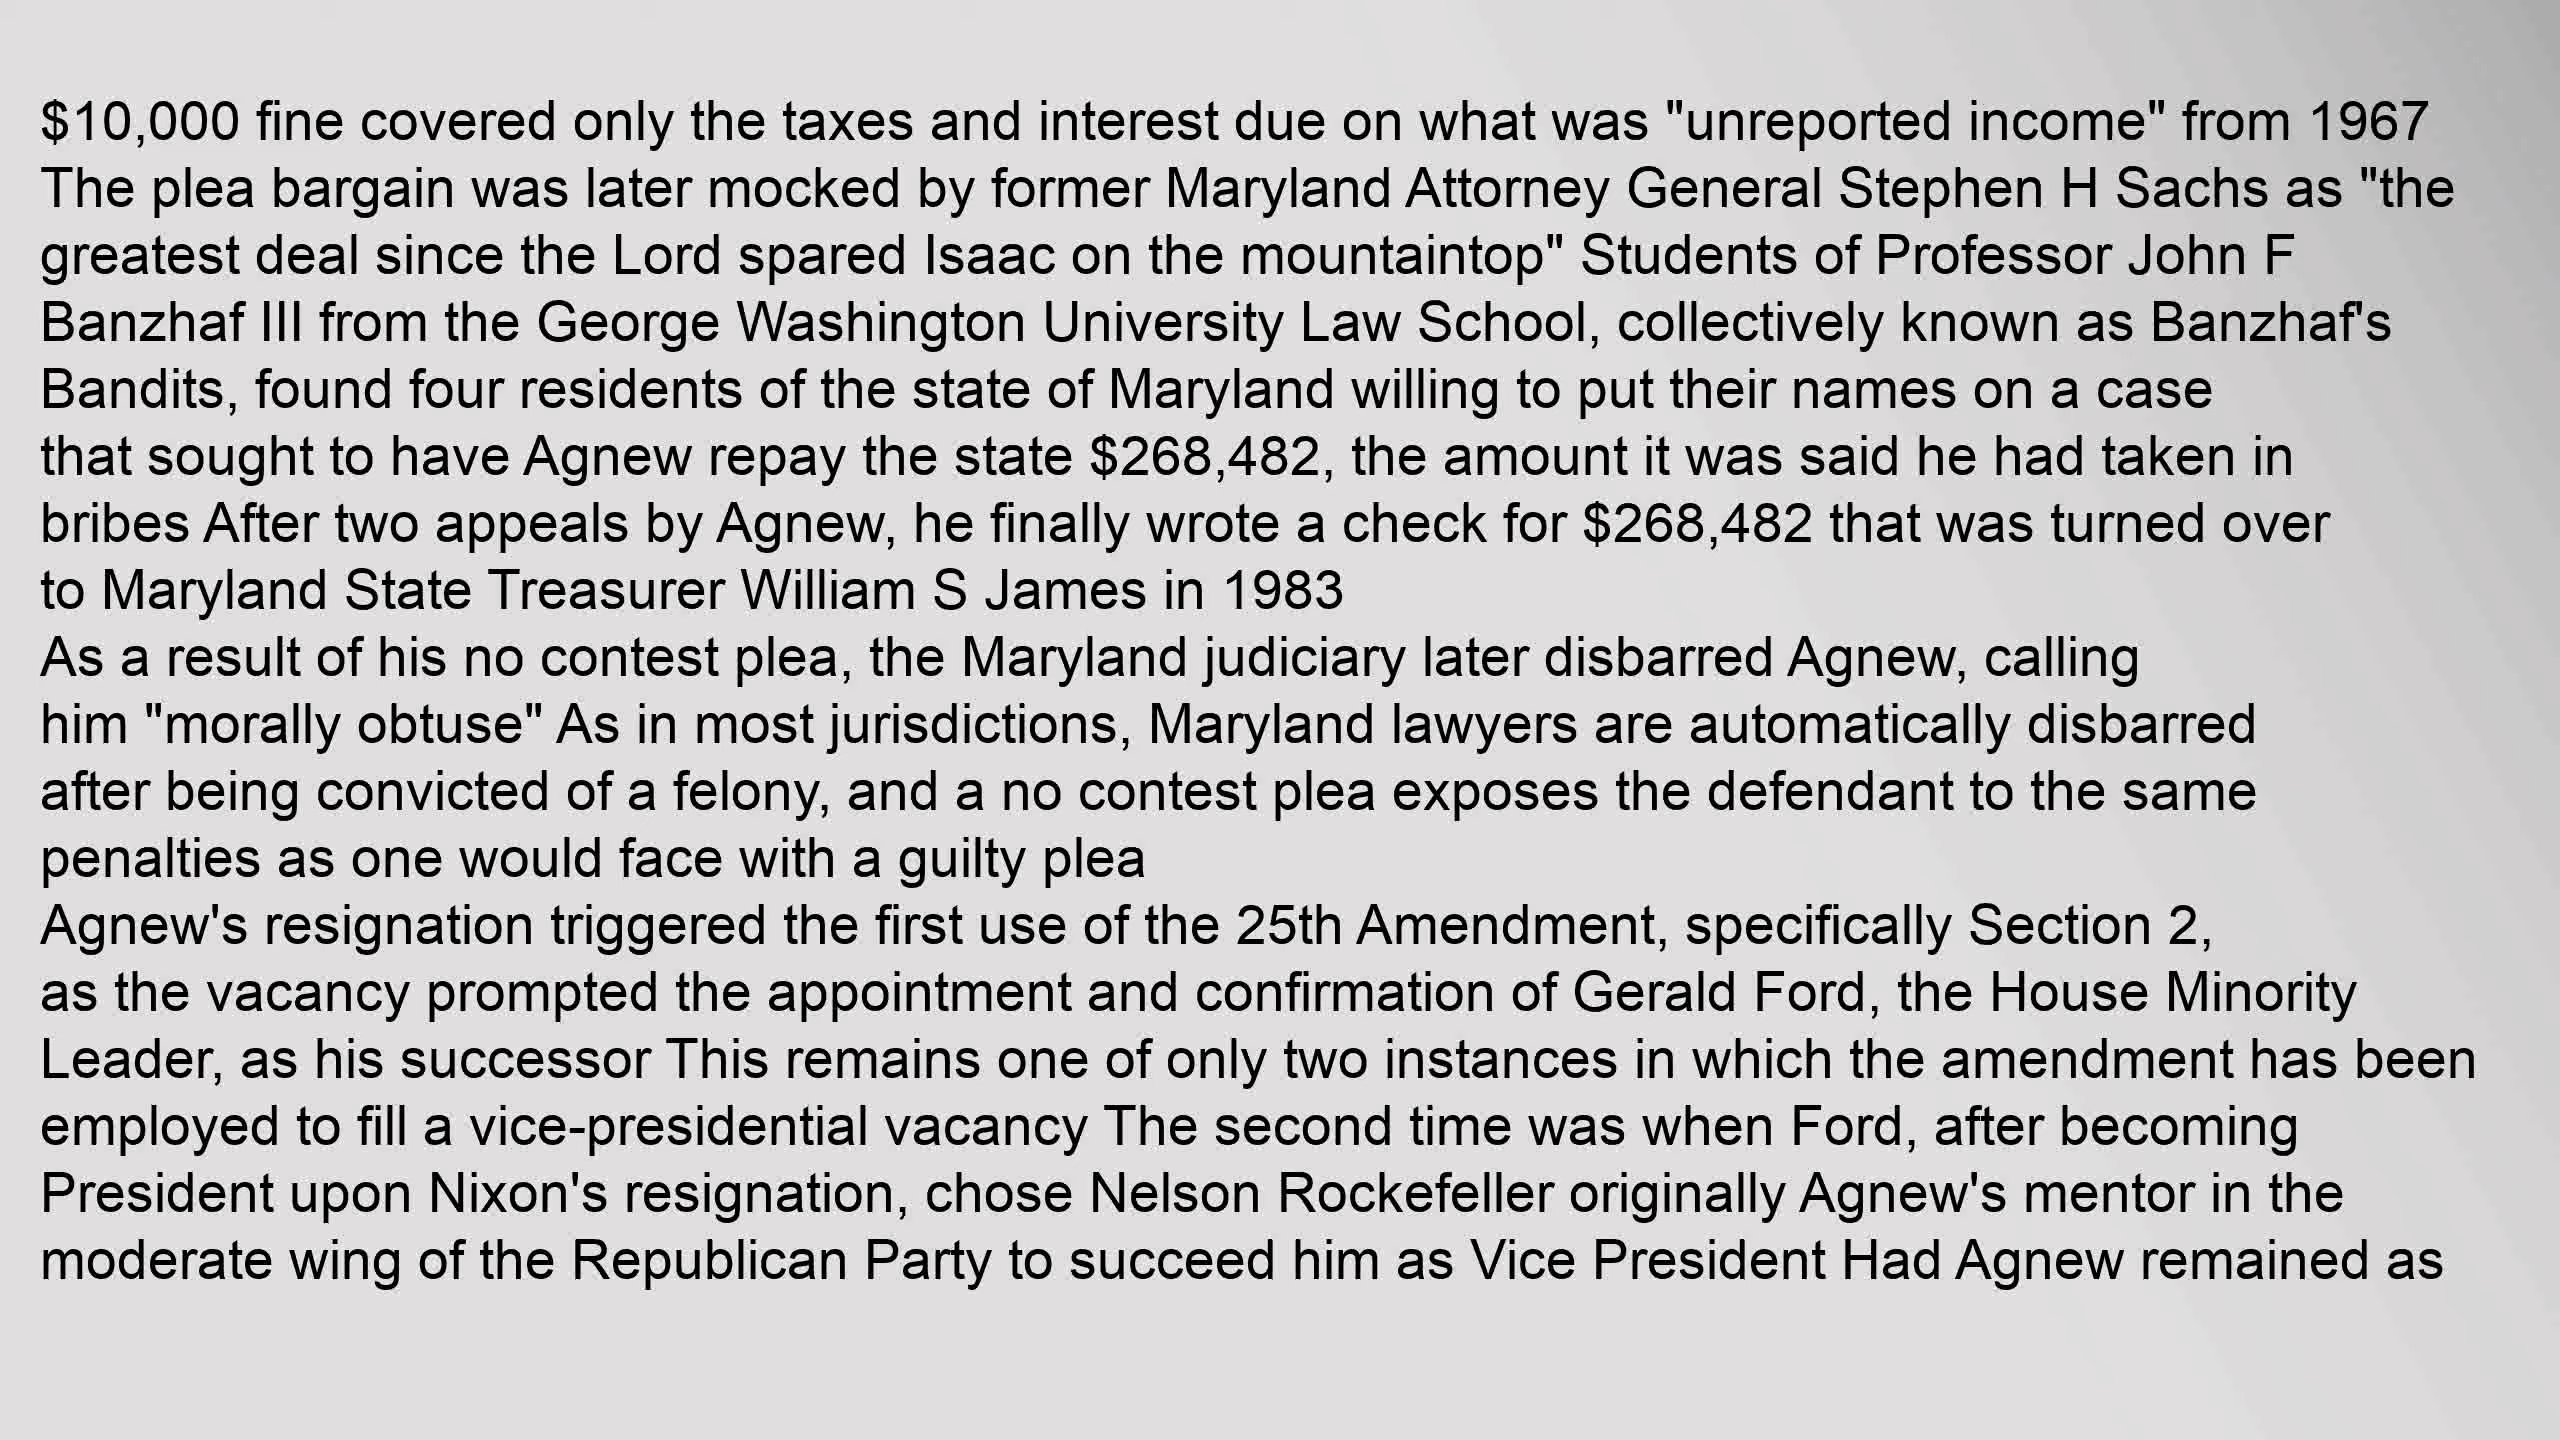 $10,000 fine covered only the taxes and interest due on what was "unreported income" from 1967
The plea bargain was later mocked by former Maryland Attorney General Stephen H Sachs as "the
greatest deal since the Lord spared Isaac on the mountaintop" Students of Professor John F
Banzhaf III from the George Washington University Law School, collectively known as Banzhaf's
Bandits, found four residents of the state of Maryland willing to put their names on a case
that sought to have Agnew repay the state $268,482, the amount it was said he had taken in
bribes After two appeals by Agnew, he finally wrote a check for $268,482 that was turned over
to Maryland State Treasurer William S James in 1983
As a result of his no contest plea, the Maryland judiciary later disbarred Agnew, calling
him "morally obtuse" As in most jurisdictions, Maryland lawyers are automatically disbarred
after being convicted of a felony, and a no contest plea exposes the defendant to the same
penalties as one would face with a guilty plea
Agnew's resignation triggered the first use of the 25th Amendment, specifically Section 2,
as the vacancy prompted the appointment and confirmation of Gerald Ford, the House Minority
Leader, as his successor This remains one of only two instances in which the amendment has been
employed to fill a vice-presidential vacancy The second time was when Ford, after becoming
President upon Nixon's resignation, chose Nelson Rockefeller originally Agnew's mentor in the
moderate wing of the Republican Party to succeed him as Vice President Had Agnew remained as